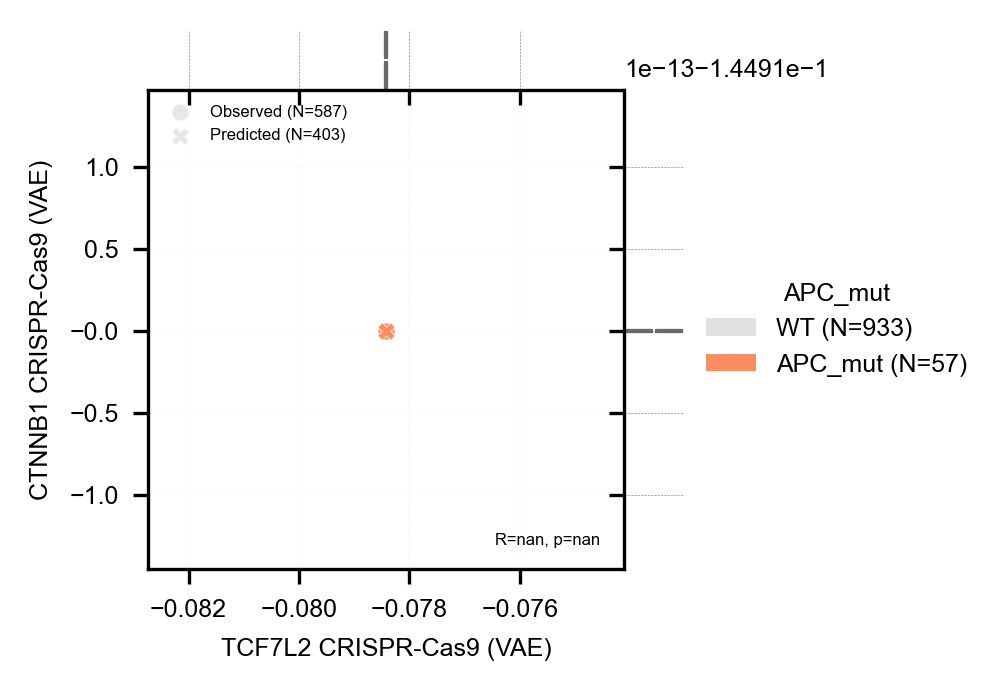 1e−13−1.4491e−1
Observed (N=587)
Predicted (N=403)
1.0
0.5
−0.0
−0.5
−1.0
CTNNB1 CRISPR-Cas9 (VAE)
R=nan, p=nan
−0.082 −0.080 −0.078 −0.076
TCF7L2 CRISPR-Cas9 (VAE)
APC_mut
WT (N=933)
APC_mut (N=57)